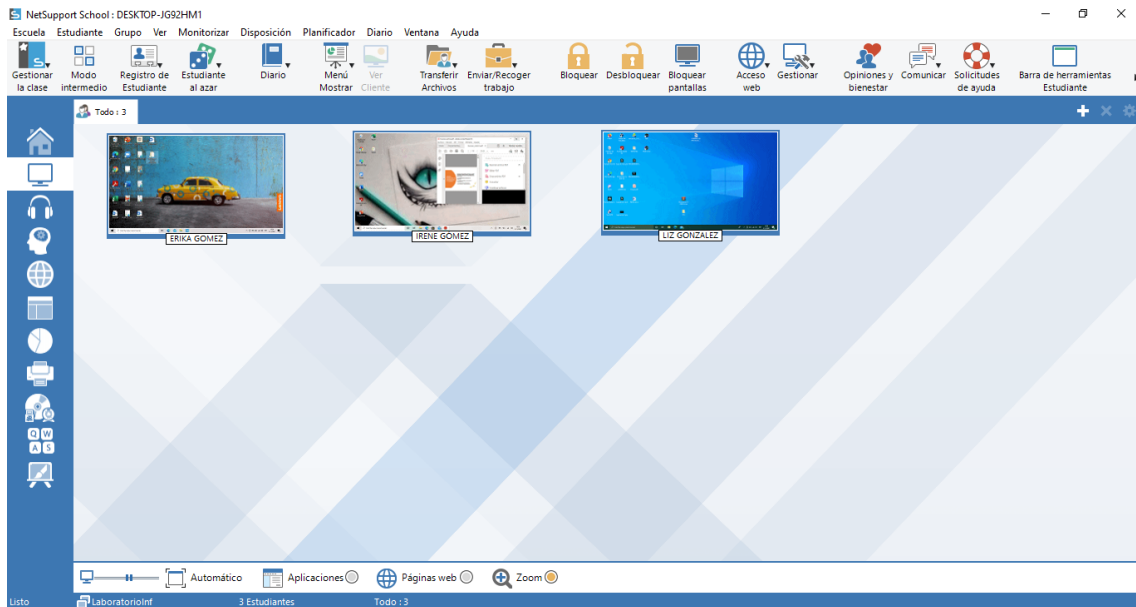 NetSupport School : DESKTOP-JG92HM1
Escuela Estudiante Grupo Ver Monitorizar Disposición Planificador Diario Ventana Ayuda
Gestionar la clase
Modo intermedio
Registro de Estudiante
Estudiante al azar
Diario
Menú Mostrar
Ver Cliente
Transferir Archivos
Enviar/Recoger trabajo
Bloquear
Desbloquear
Bloquear pantallas
Acceso web
Gestionar
Opiniones y bienestar
Comunicar
Solicitudes de ayuda
Barra de herramientas Estudiante
Todo : 3
ERIKA GOMEZ
IRENE GOMEZ
LIZ GONZALEZ
Q W
A S
Automático
Aplicaciones
Páginas web
Zoom
Listo
LaboratorioInf
3 Estudiantes
Todo : 3